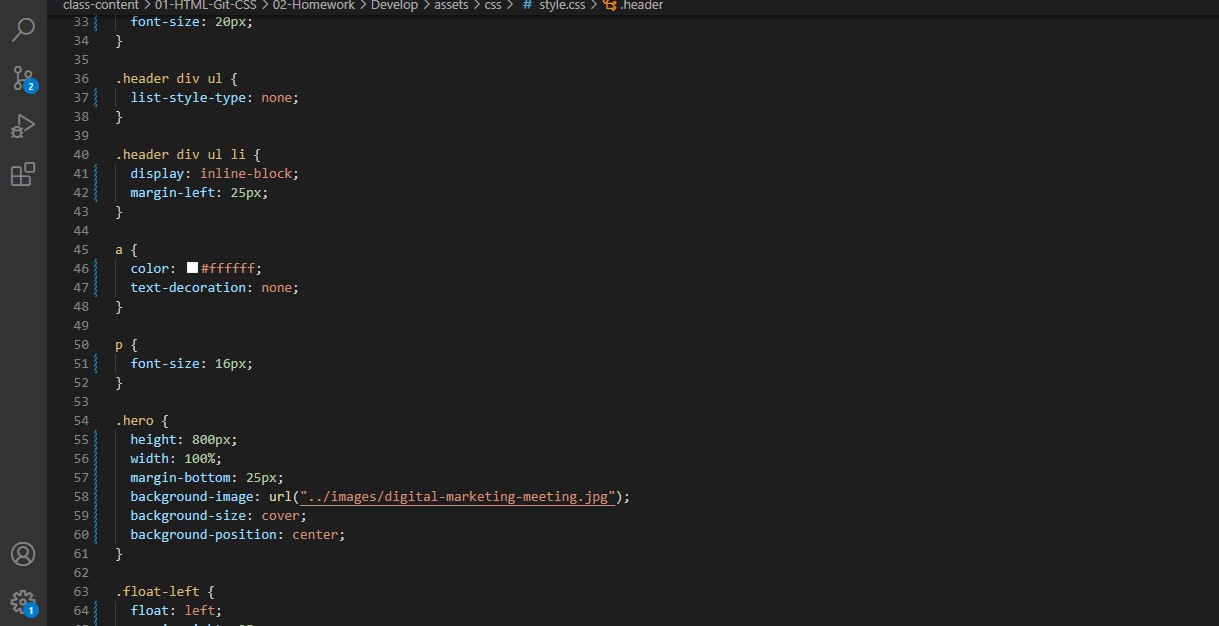 class-content > 01-HTML-Git-CSS > 02-Homework > Develop > assets > css > # style.css > .header
33 font-size: 20px;
34 }
35
36 .header div ul {
37 list-style-type: none;
38 }
39
40 .header div ul li {
41 display: inline-block;
42 margin-left: 25px;
43 }
44
45 a {
46 color: #ffffff;
47 text-decoration: none;
48 }
49
50 p {
51 font-size: 16px;
52 }
53
54 .hero {
55 height: 800px;
56 width: 100%;
57 margin-bottom: 25px;
58 background-image: url("../images/digital-marketing-meeting.jpg");
59 background-size: cover;
60 background-position: center;
61 }
62
63 .float-left {
64 float: left;
2
1